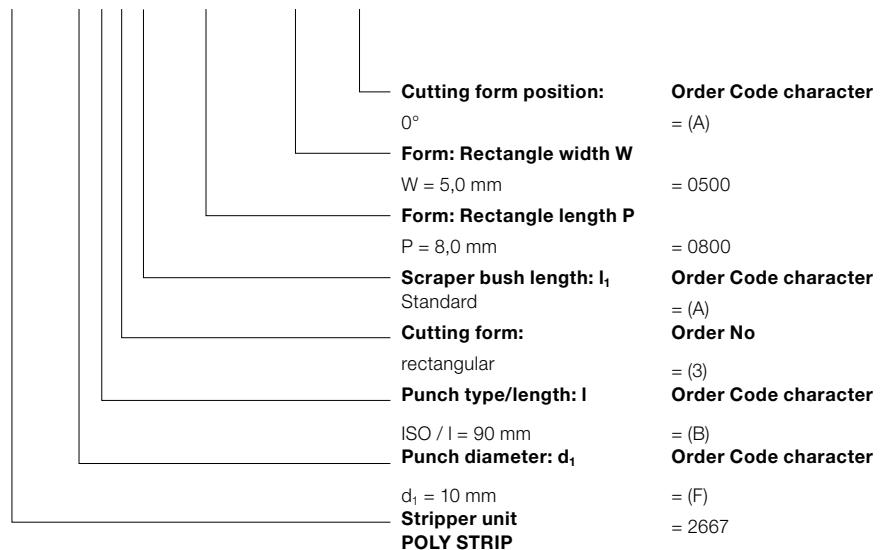 Cutting form position: Order Code character
0° = (A)
Form: Rectangle width W
W = 5,0 mm = 0500
Form: Rectangle length P
P = 8,0 mm = 0800
Scraper bush length: l₁ Order Code character
Standard = (A)
Cutting form: Order No
rectangular = (3)
Punch type/length: l Order Code character
ISO / l = 90 mm = (B)
Punch diameter: d₁ Order Code character
d₁ = 10 mm = (F)
Stripper unit = 2667
POLY STRIP